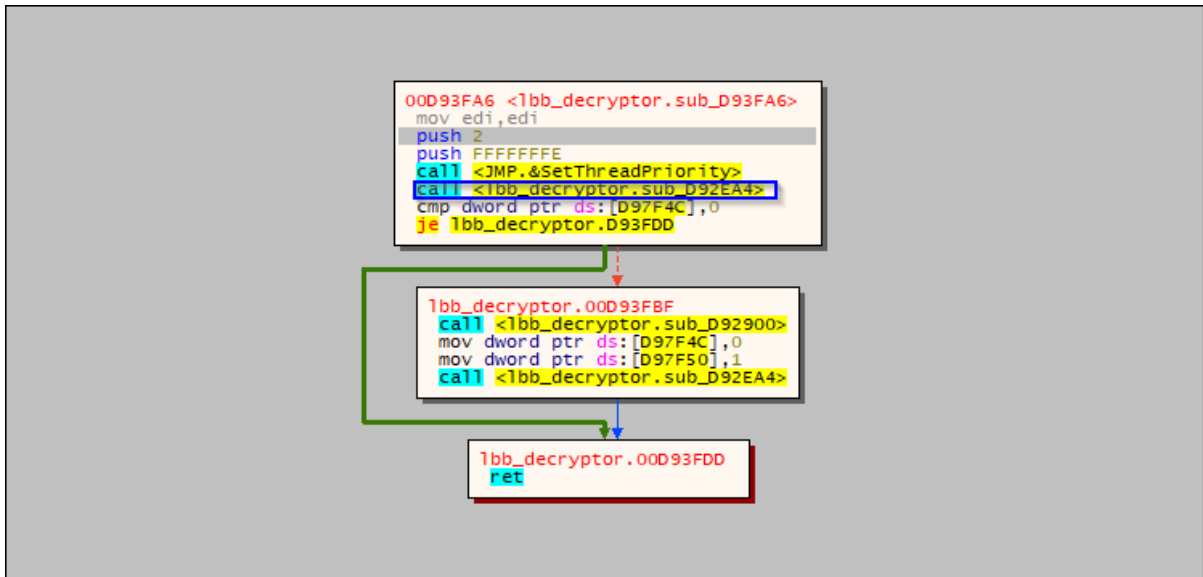 00D93FA6 <lbb_decryptor.sub_D93FA6>
mov edi,edi
push 2
push FFFFFFFE
call <JMP.&SetThreadPriority>
call <lbb_decryptor.sub_D92EA4>
cmp dword ptr ds:[D97F4C],0
je lbb_decryptor.D93FDD
lbb_decryptor.00D93FBF
call <lbb_decryptor.sub_D92900>
mov dword ptr ds:[D97F4C],0
mov dword ptr ds:[D97F50],1
call <lbb_decryptor.sub_D92EA4>
lbb_decryptor.00D93FDD
ret